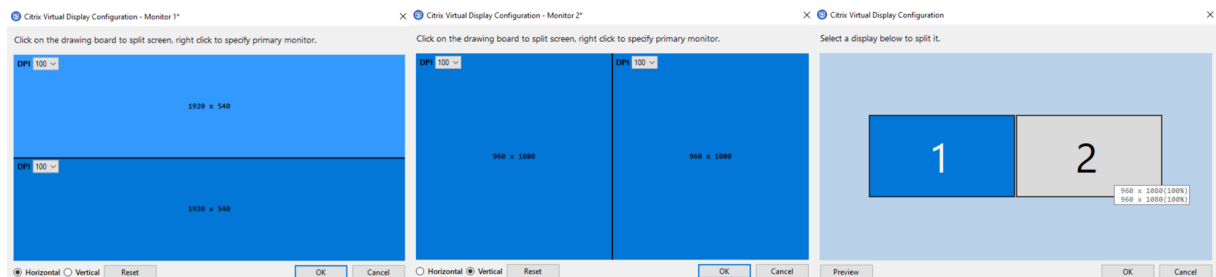 Citrix Virtual Display Configuration - Monitor 1*
Click on the drawing board to split screen, right click to specify primary monitor.
DPI 100
1920 x 540
DPI 100
1920 x 540
Horizontal Vertical Reset OK Cancel
Citrix Virtual Display Configuration - Monitor 2*
Click on the drawing board to split screen, right click to specify primary monitor.
DPI 100 DPI 100
960 x 1080 960 x 1080
Horizontal Vertical Reset OK Cancel
Citrix Virtual Display Configuration
Select a display below to split it.
1 2
960 x 1080(100%)
960 x 1080(100%)
Preview OK Cancel